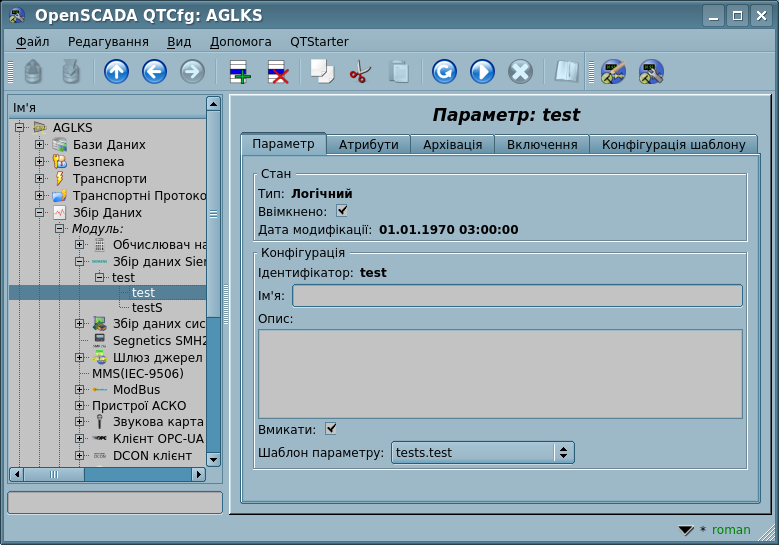 OpenSCADA QTCfg: AGLKS
Файл Редагування Вид Допомога QTStarter
Ім'я
AGLKS
Бази Даних
Безпека
Транспорти
Транспортні Протоко
Збір Даних
Модуль:
Обчислювач на
Збір даних Sie
test
test
testS
Збір даних сис
Segnetics SMH2
Шлюз джерел
MMS(IEC-9506)
ModBus
Пристрої АСКО
Звукова карта
Клієнт OPC-UA
DCON клієнт
Параметр: test
Параметр Атрибути Архівація Включення Конфігурація шаблону
Стан
Тип: Логічний
Ввімкнено:
Дата модифікації: 01.01.1970 03:00:00
Конфігурація
Ідентифікатор: test
Ім'я:
Опис:
Вмикати:
Шаблон параметру: tests.test
* roman